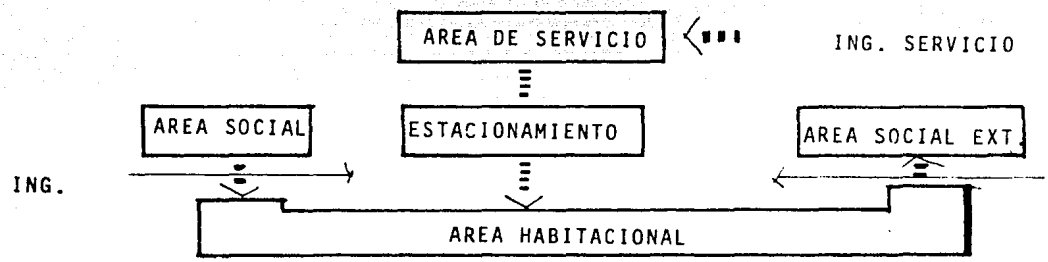 AREA DE SERVICIO
ING. SERVICIO
AREA SOCIAL
ESTACIONAMIENTO
AREA SOCIAL EXT.
ING.
AREA HABITACIONAL